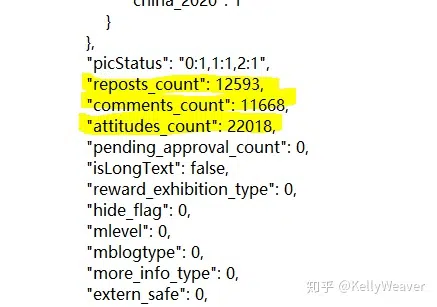 china_2020": 1
}
},
"picStatus": "0:1,1:1,2:1",
"reposts_count": 12593,
"comments_count": 11668,
"attitudes_count": 22018,
"pending_approval_count": 0,
"isLongText": false,
"reward_exhibition_type": 0,
"hide_flag": 0,
"mlevel": 0,
"mblogtype": 0,
"more_info_type": 0,
"extern_safe": 0,
知乎 @KellyWeaver